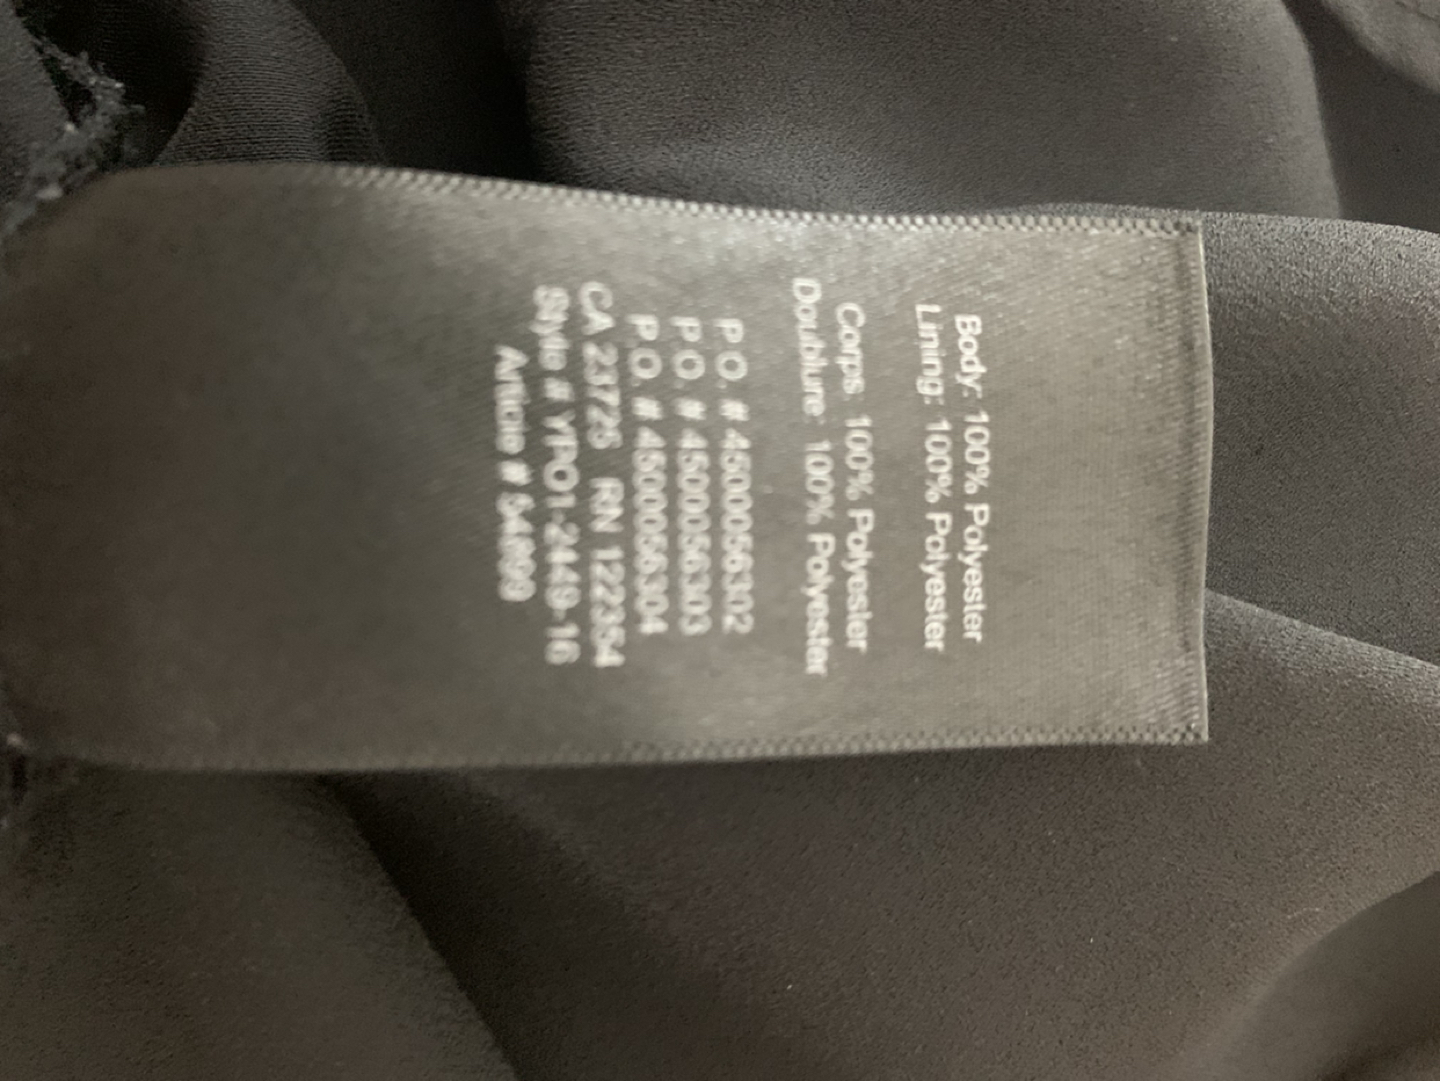 Body: 100% Polyester
Lining: 100% Polyester
Corps: 100% Polyester
Doublure: 100% Polyester
P.O. # 4500056302
P.O. # 4500056303
P.O. # 4500056304
CA 23725 RN 122354
Style # YPO1-2449-16
Article #